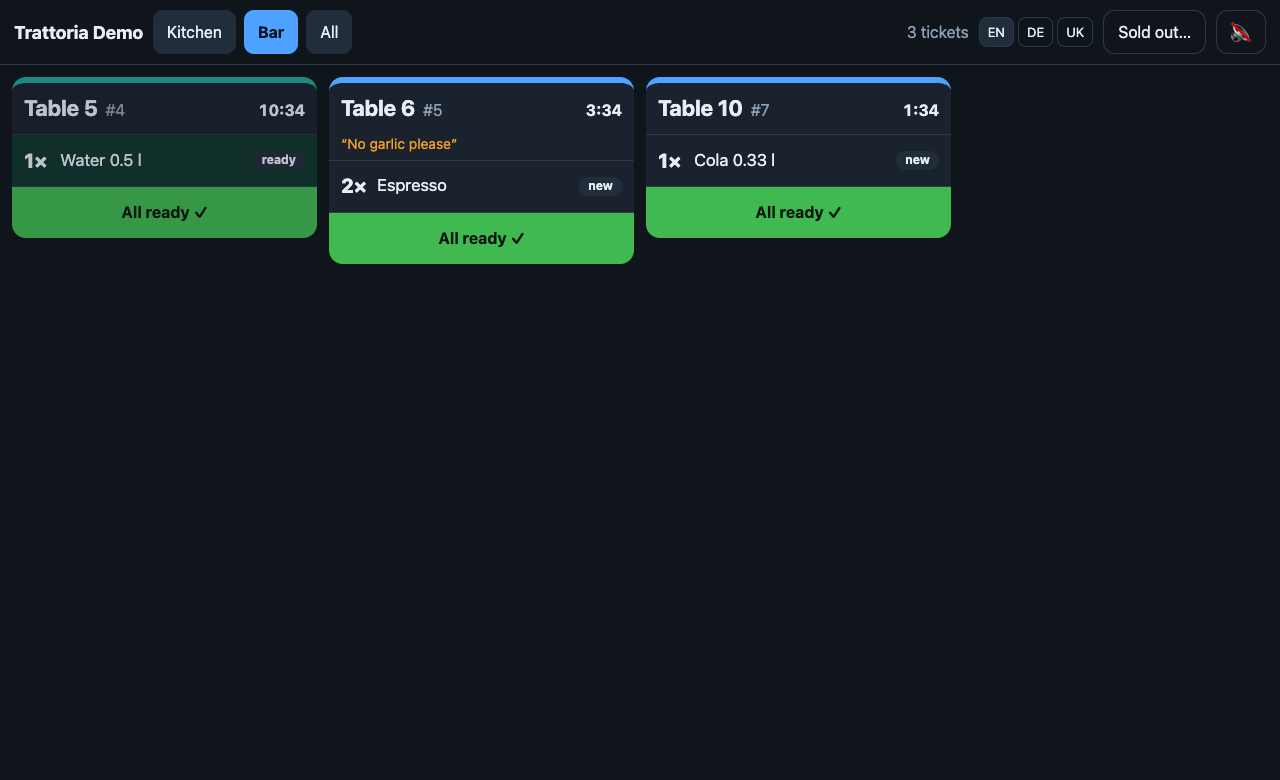 Trattoria Demo Kitchen Bar All 3 tickets EN DE UK Sold out...
Table 5 #4 10:34
1× Water 0.5 l ready
All ready ✓
Table 6 #5 3:34
“No garlic please”
2× Espresso new
All ready ✓
Table 10 #7 1:34
1× Cola 0.33 l new
All ready ✓